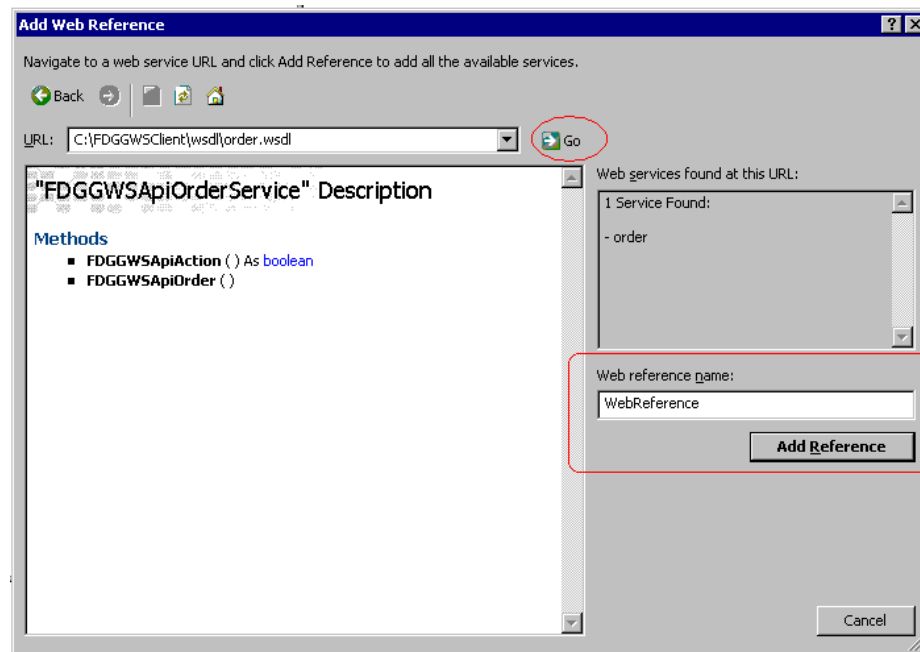 Add Web Reference
Navigate to a web service URL and click Add Reference to add all the available services.
Back
URL: C:\FDGGWSClient\wsdl\order.wsdl Go
"FDGGWSApiOrderService" Description
Methods
FDGGWSApiAction ( ) As boolean
FDGGWSApiOrder ( )
Web services found at this URL:
1 Service Found:
- order
Web reference name:
WebReference
Add Reference
Cancel